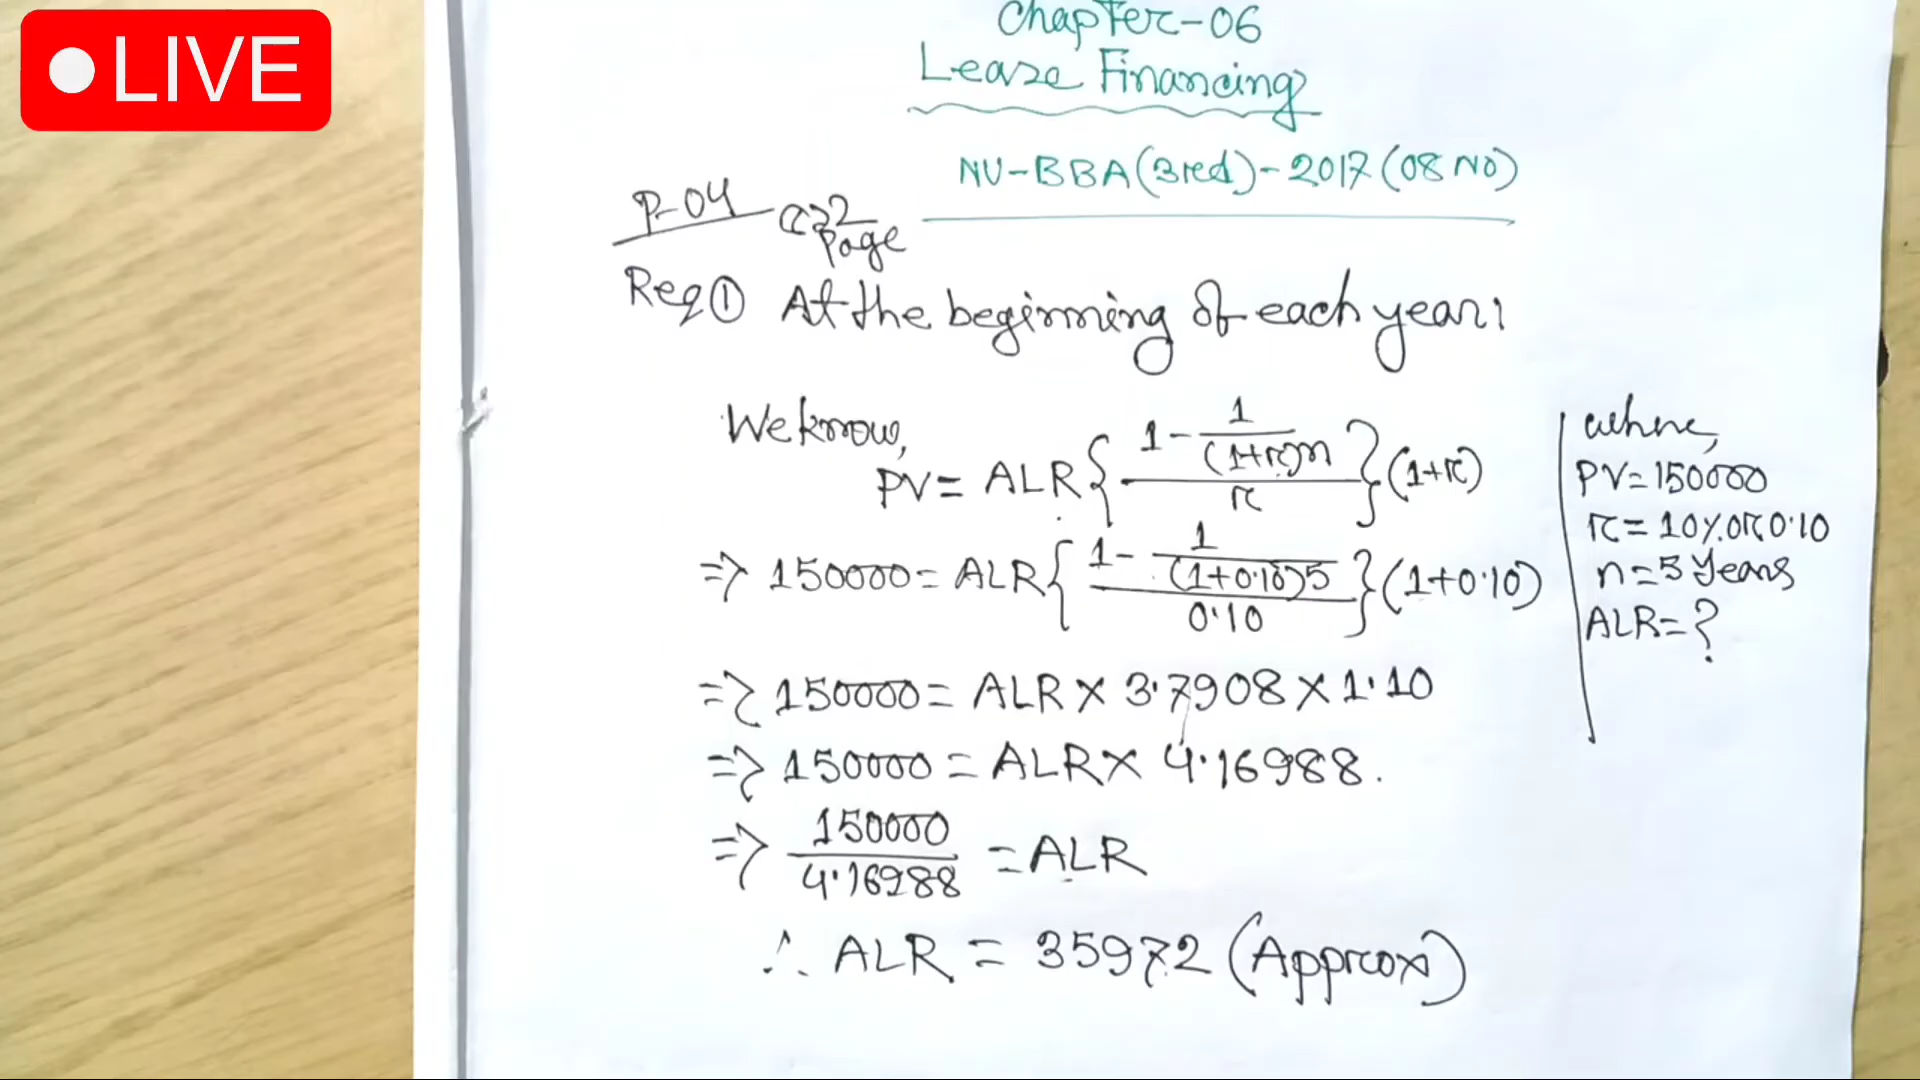 LIVE
Chapter-06
Lease Financing
NU-BBA(3rd)-2017(08 NO)
P-04
Page
Req① At the beginning of each year:
We know,
PV = ALR{(1 - 1/(1+r)n)/r}(1+r)
=> 150000 = ALR{(1 - 1/(1+0.10)5)/0.10}(1+0.10)
=> 150000 = ALR × 3.7908 × 1.10
=> 150000 = ALR × 4.16988.
=> 150000/4.16988 = ALR
∴ ALR = 35972 (Approx)
where,
PV = 150000
r = 10% or 0.10
n = 5 Years
ALR = ?